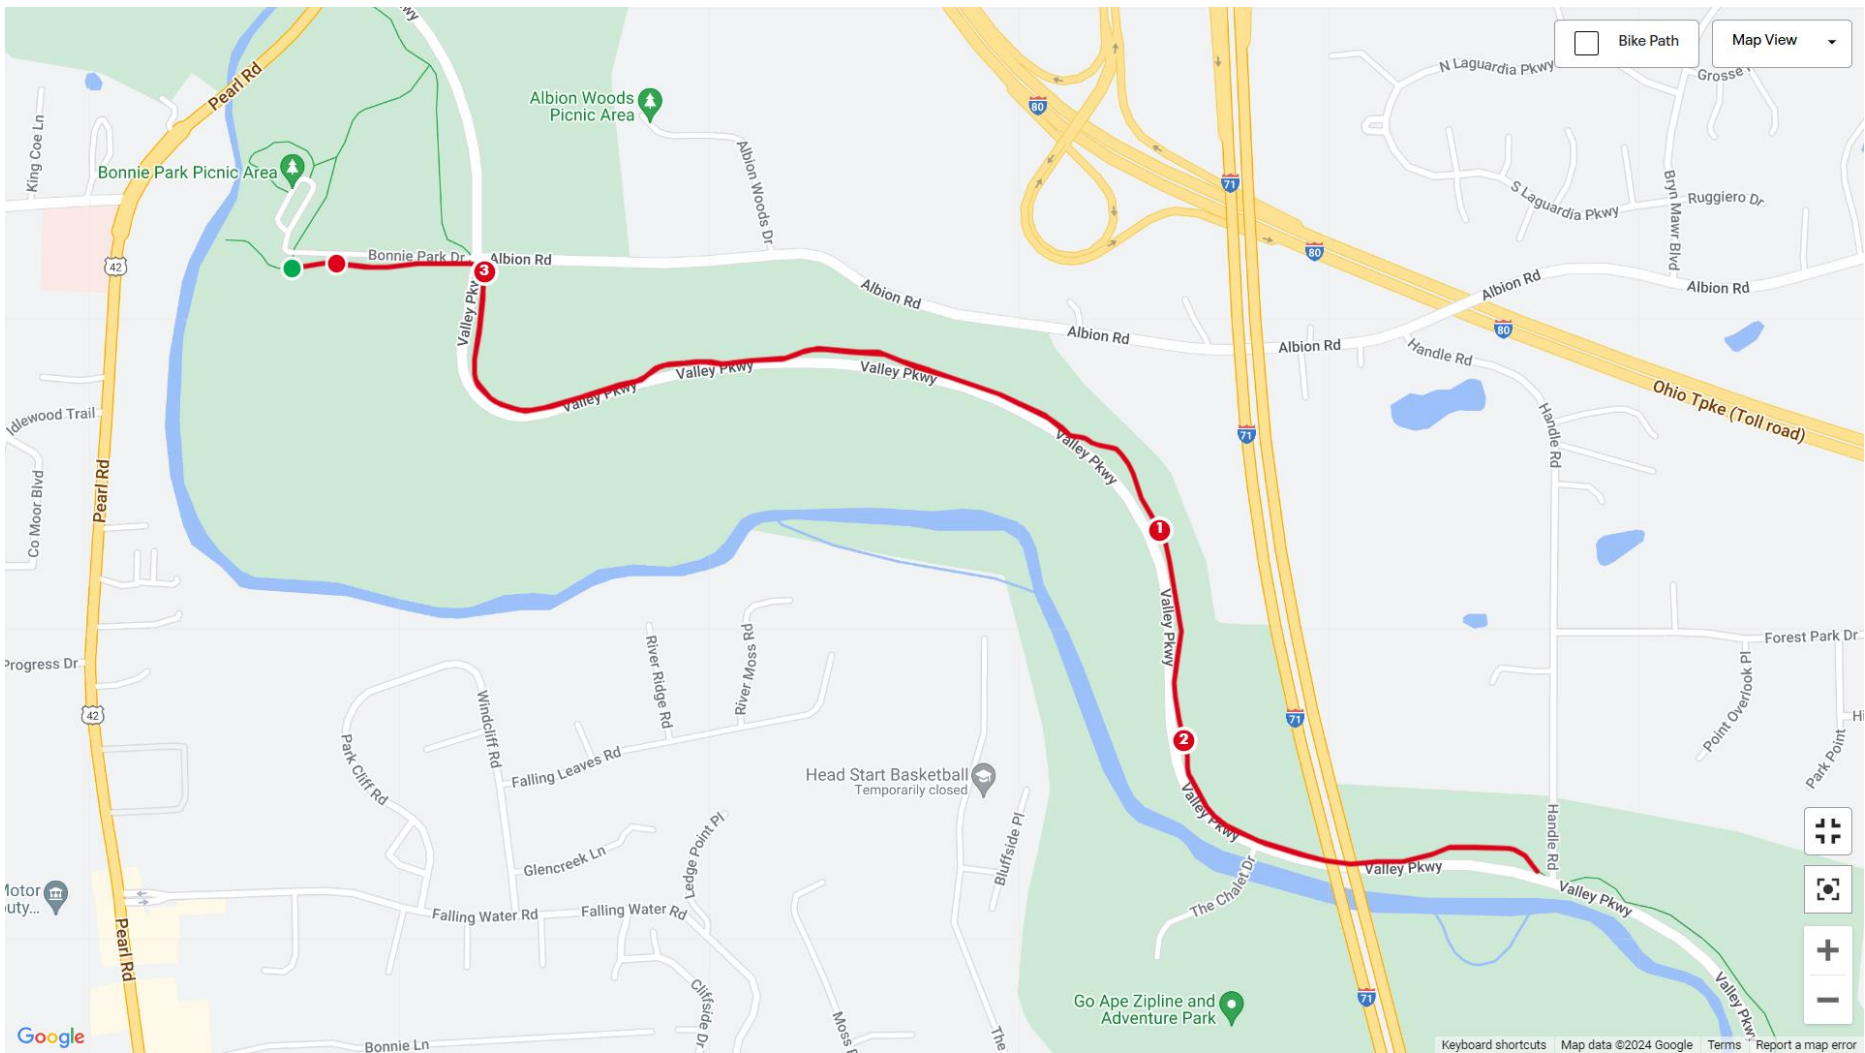 Bike Path
Map View
Pkwy
N Laguardia Pkwy
Grosse
Pearl Rd
80
Albion Woods
Picnic Area
King Coe Ln
Bonnie Park Picnic Area
Albion Woods Dr
71
Bryn Mawr Blvd
S Laguardia Pkwy
Ruggiero Dr
42
Bonnie Park Dr
Albion Rd
3
80
Albion Rd
Albion Rd
Albion Rd
Valley Pkwy
Albion Rd
Albion Rd
80
Handle Rd
Valley Pkwy
Valley Pkwy
Valley Pkwy
Ohio Tpke (Toll road)
Idlewood Trail
Handle Rd
71
Valley Pkwy
Pearl Rd
Co Moor Blvd
1
Valley Pkwy
River Ridge Rd
River Moss Rd
Forest Park Dr
Progress Dr
Point Overlook Pl
42
Windcliff Rd
71
Hi
2
Park Cliff Rd
Falling Leaves Rd
Head Start Basketball
Temporarily closed
Park Point
Valley Pkwy
Bluffside Pl
Ledge Point Pl
Handle Rd
Glencreek Ln
Valley Pkwy
The Chalet Dr
Valley Pkwy
Falling Water Rd
Falling Water Rd
Pearl Rd
Cliffside Dr
Go Ape Zipline and
Adventure Park
71
Valley Pkwy
Moss
The
Google
Bonnie Ln
Keyboard shortcuts
Map data ©2024 Google
Terms
Report a map error